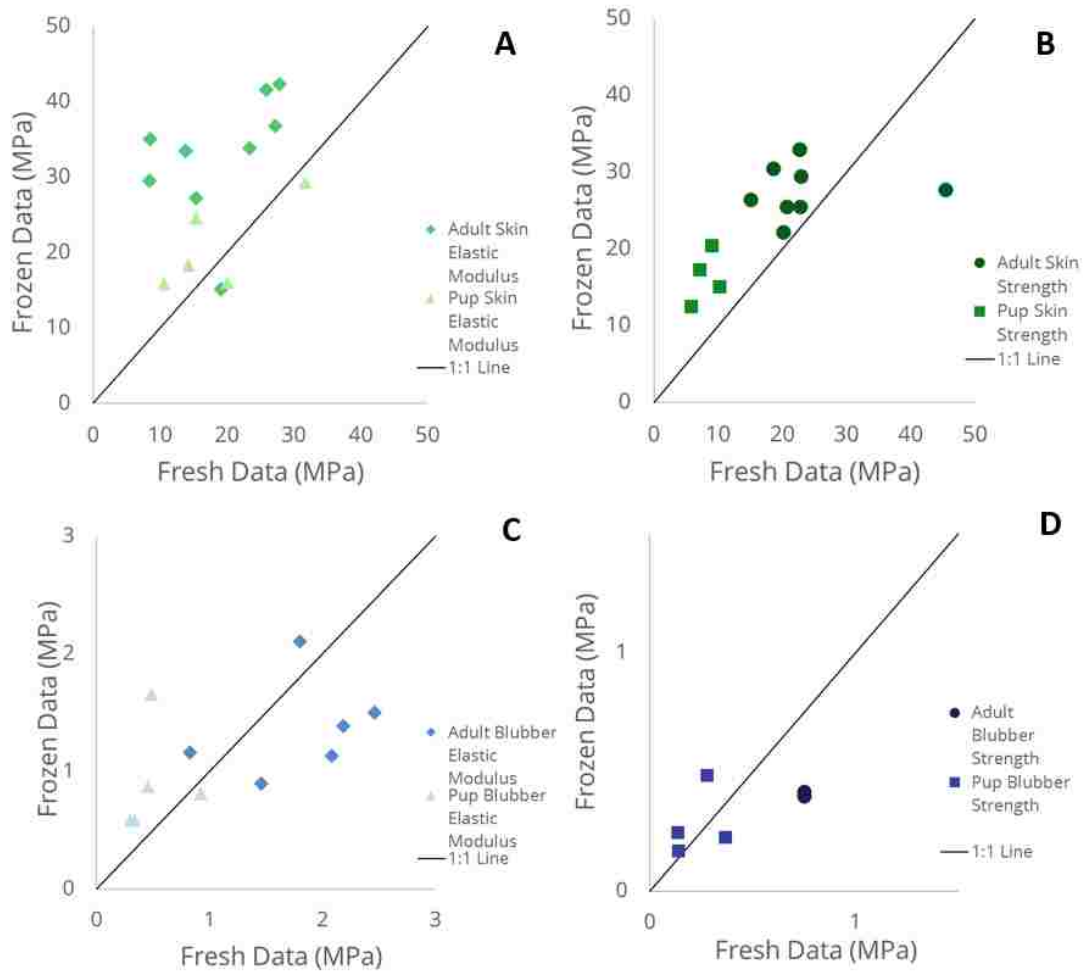 A
50
40
30
20
10
0
Frozen Data (MPa)
Adult Skin
Elastic
Modulus
Pup Skin
Elastic
Modulus
1:1 Line
0 10 20 30 40 50
Fresh Data (MPa)
B
50
40
30
20
10
0
Frozen Data (MPa)
Adult Skin
Strength
Pup Skin
Strength
1:1 Line
0 10 20 30 40 50
Fresh Data (MPa)
C
3
2
1
0
Frozen Data (MPa)
Adult Blubber
Elastic
Modulus
Pup Blubber
Elastic
Modulus
1:1 Line
0 1 2 3
Fresh Data (MPa)
D
1
0
Frozen Data (MPa)
Adult
Blubber
Strength
Pup Blubber
Strength
1:1 Line
0 1
Fresh Data (MPa)